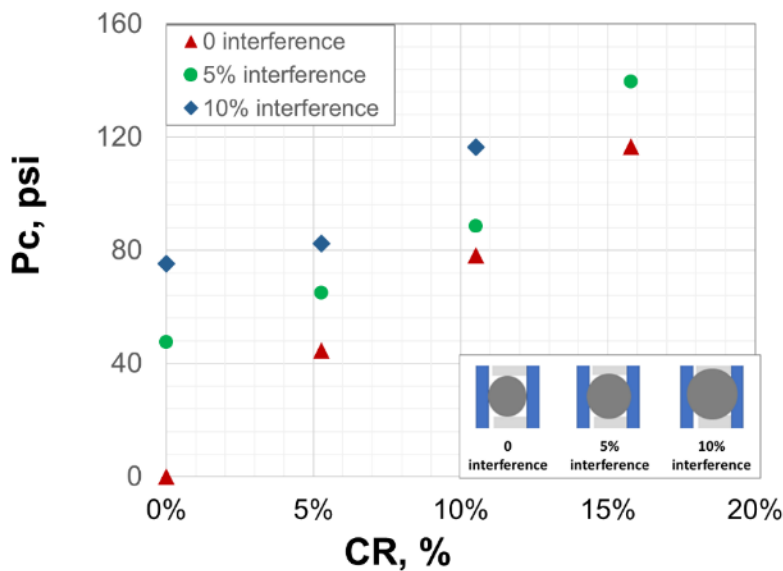 160
0 interference
5% interference
10% interference
120
80
40
0
Pc, psi
0
interference
5%
interference
10%
interference
0%
5%
10%
15%
20%
CR, %